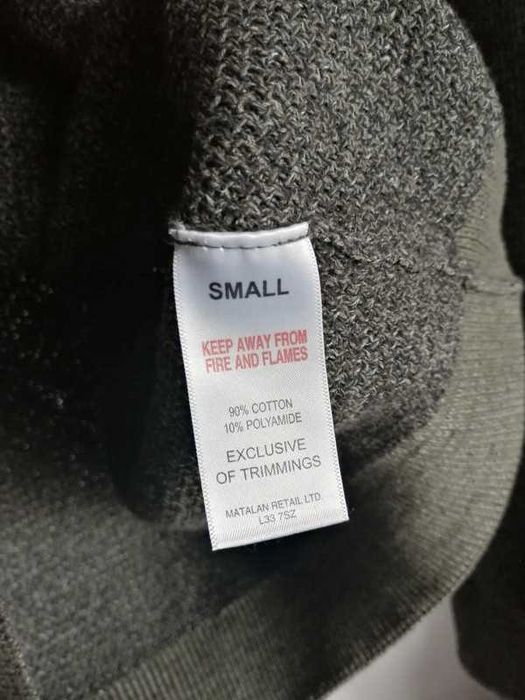 SMALL
KEEP AWAY FROM
FIRE AND FLAMES
90% COTTON
10% POLYAMIDE
EXCLUSIVE
OF TRIMMINGS
MATALAN RETAIL LTD.
L33 7SZ